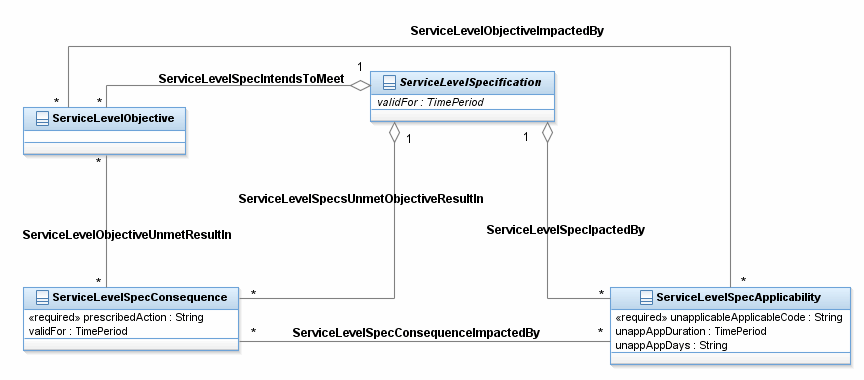 ServiceLevelObjectiveImpactedBy
1
ServiceLevelSpecIntendsToMeet
ServiceLevelSpecification
validFor : TimePeriod
*
*
*
ServiceLevelObjective
1
1
*
ServiceLevelSpecsUnmetObjectiveResultIn
ServiceLevelObjectiveUnmetResultIn
ServiceLevelSpecIpactedBy
*
*
*
*
ServiceLevelSpecConsequence
«required» prescribedAction : String
validFor : TimePeriod
ServiceLevelSpecApplicability
«required» unapplicableApplicableCode : String
unappAppDuration : TimePeriod
unappAppDays : String
*
ServiceLevelSpecConsequenceImpactedBy
*